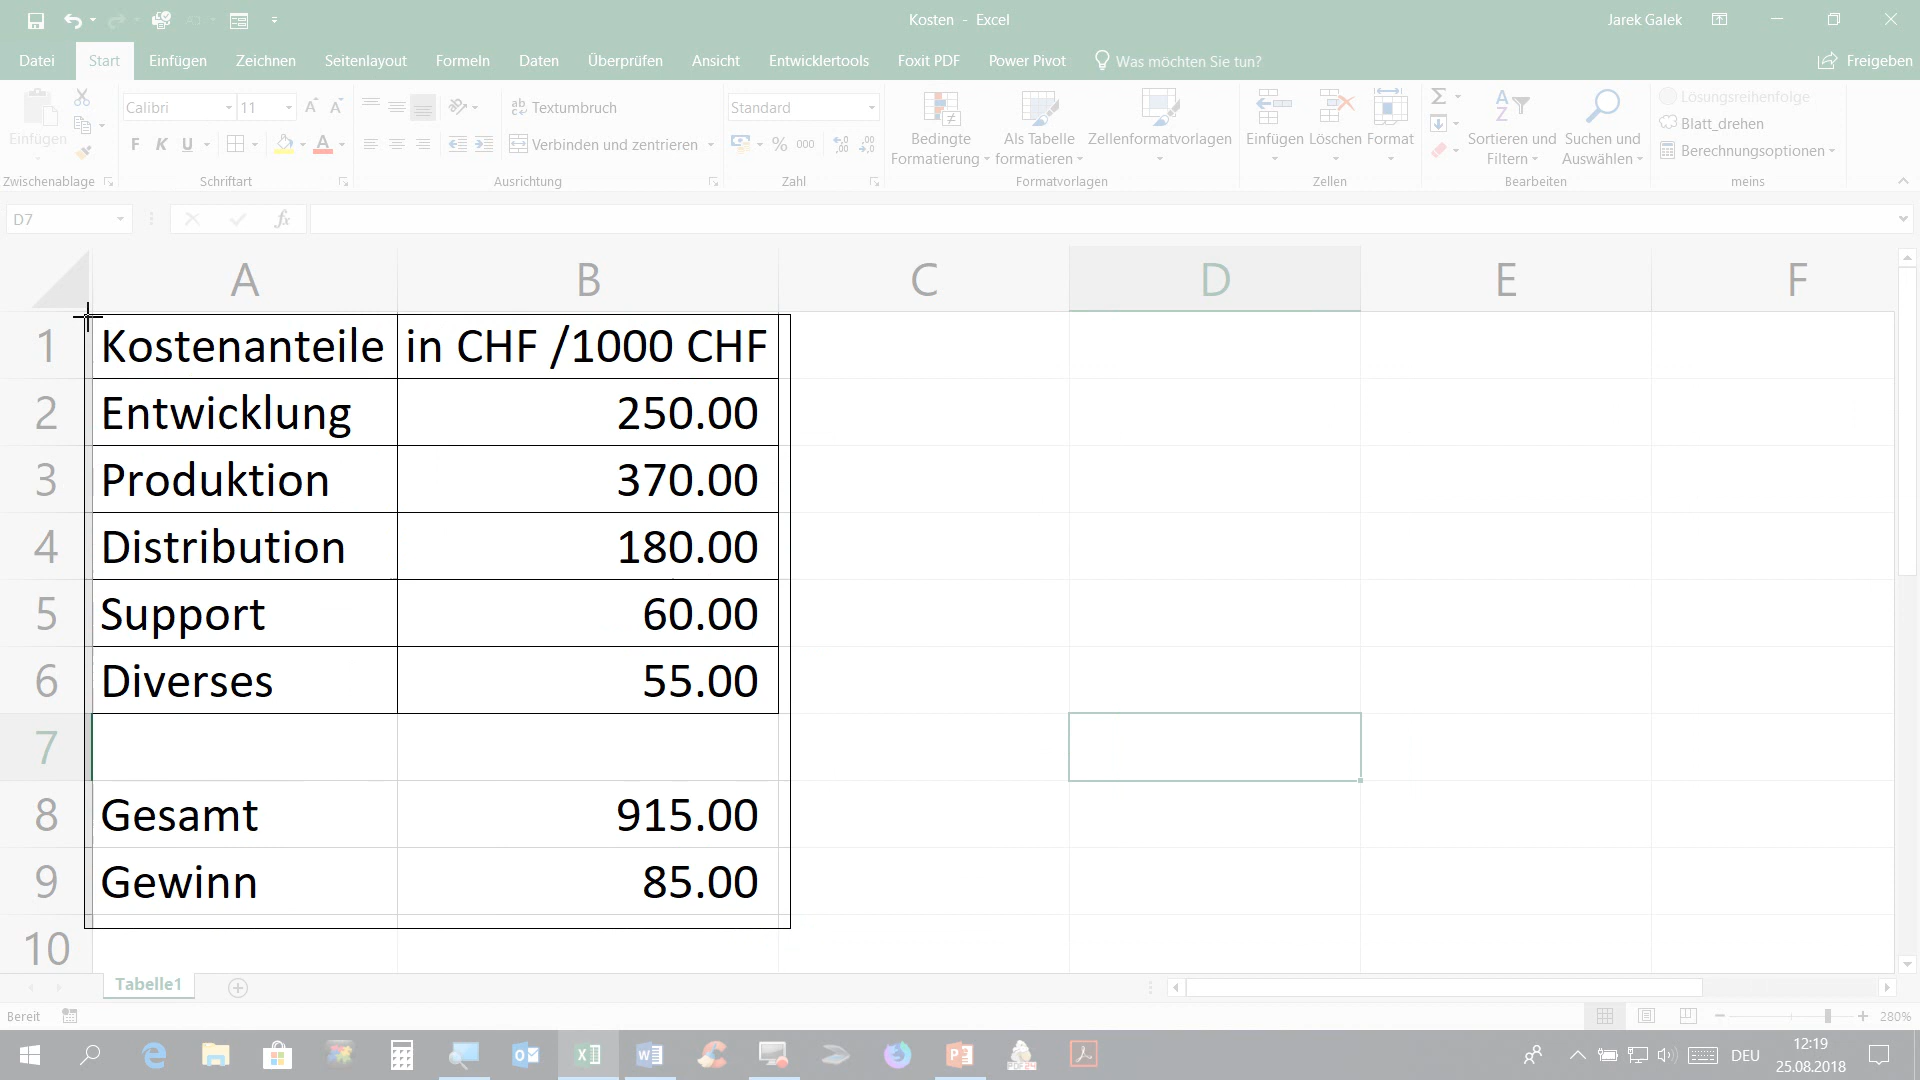 Kosten - Excel
Jarek Galek
Datei Start Einfügen Zeichnen Seitenlayout Formeln Daten Überprüfen Ansicht Entwicklertools Foxit PDF Power Pivot Was möchten Sie tun? Freigeben
Einfügen
Zwischenablage
Calibri 11
F K U
Schriftart
Textumbruch
Verbinden und zentrieren
Ausrichtung
Standard
% 000
Zahl
Bedingte Formatierung
Als Tabelle formatieren
Zellenformatvorlagen
Formatvorlagen
Einfügen Löschen Format
Zellen
Sortieren und Filtern
Suchen und Auswählen
Bearbeiten
Lösungsreihenfolge
Blatt_drehen
Berechnungsoptionen
meins
D7
fx
A B C D E F
1 Kostenanteile in CHF /1000 CHF
2 Entwicklung 250.00
3 Produktion 370.00
4 Distribution 180.00
5 Support 60.00
6 Diverses 55.00
7
8 Gesamt 915.00
9 Gewinn 85.00
10
Tabelle1
Bereit
280%
DEU
12:19
25.08.2018